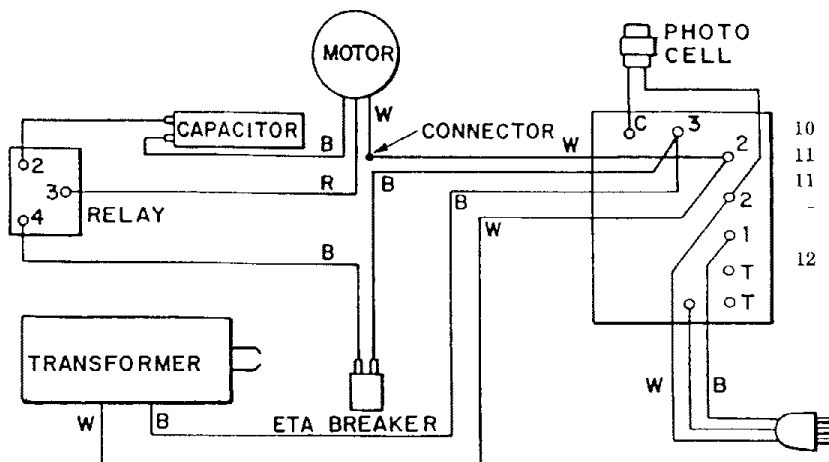 MOTOR
PHOTO
CELL
CAPACITOR
W
B
CONNECTOR
W
C
3
2
10
11
11
-
2
3
RELAY
4
R
B
B
W
2
1
T
T
12
B
TRANSFORMER
W
B
ETA BREAKER
W
B